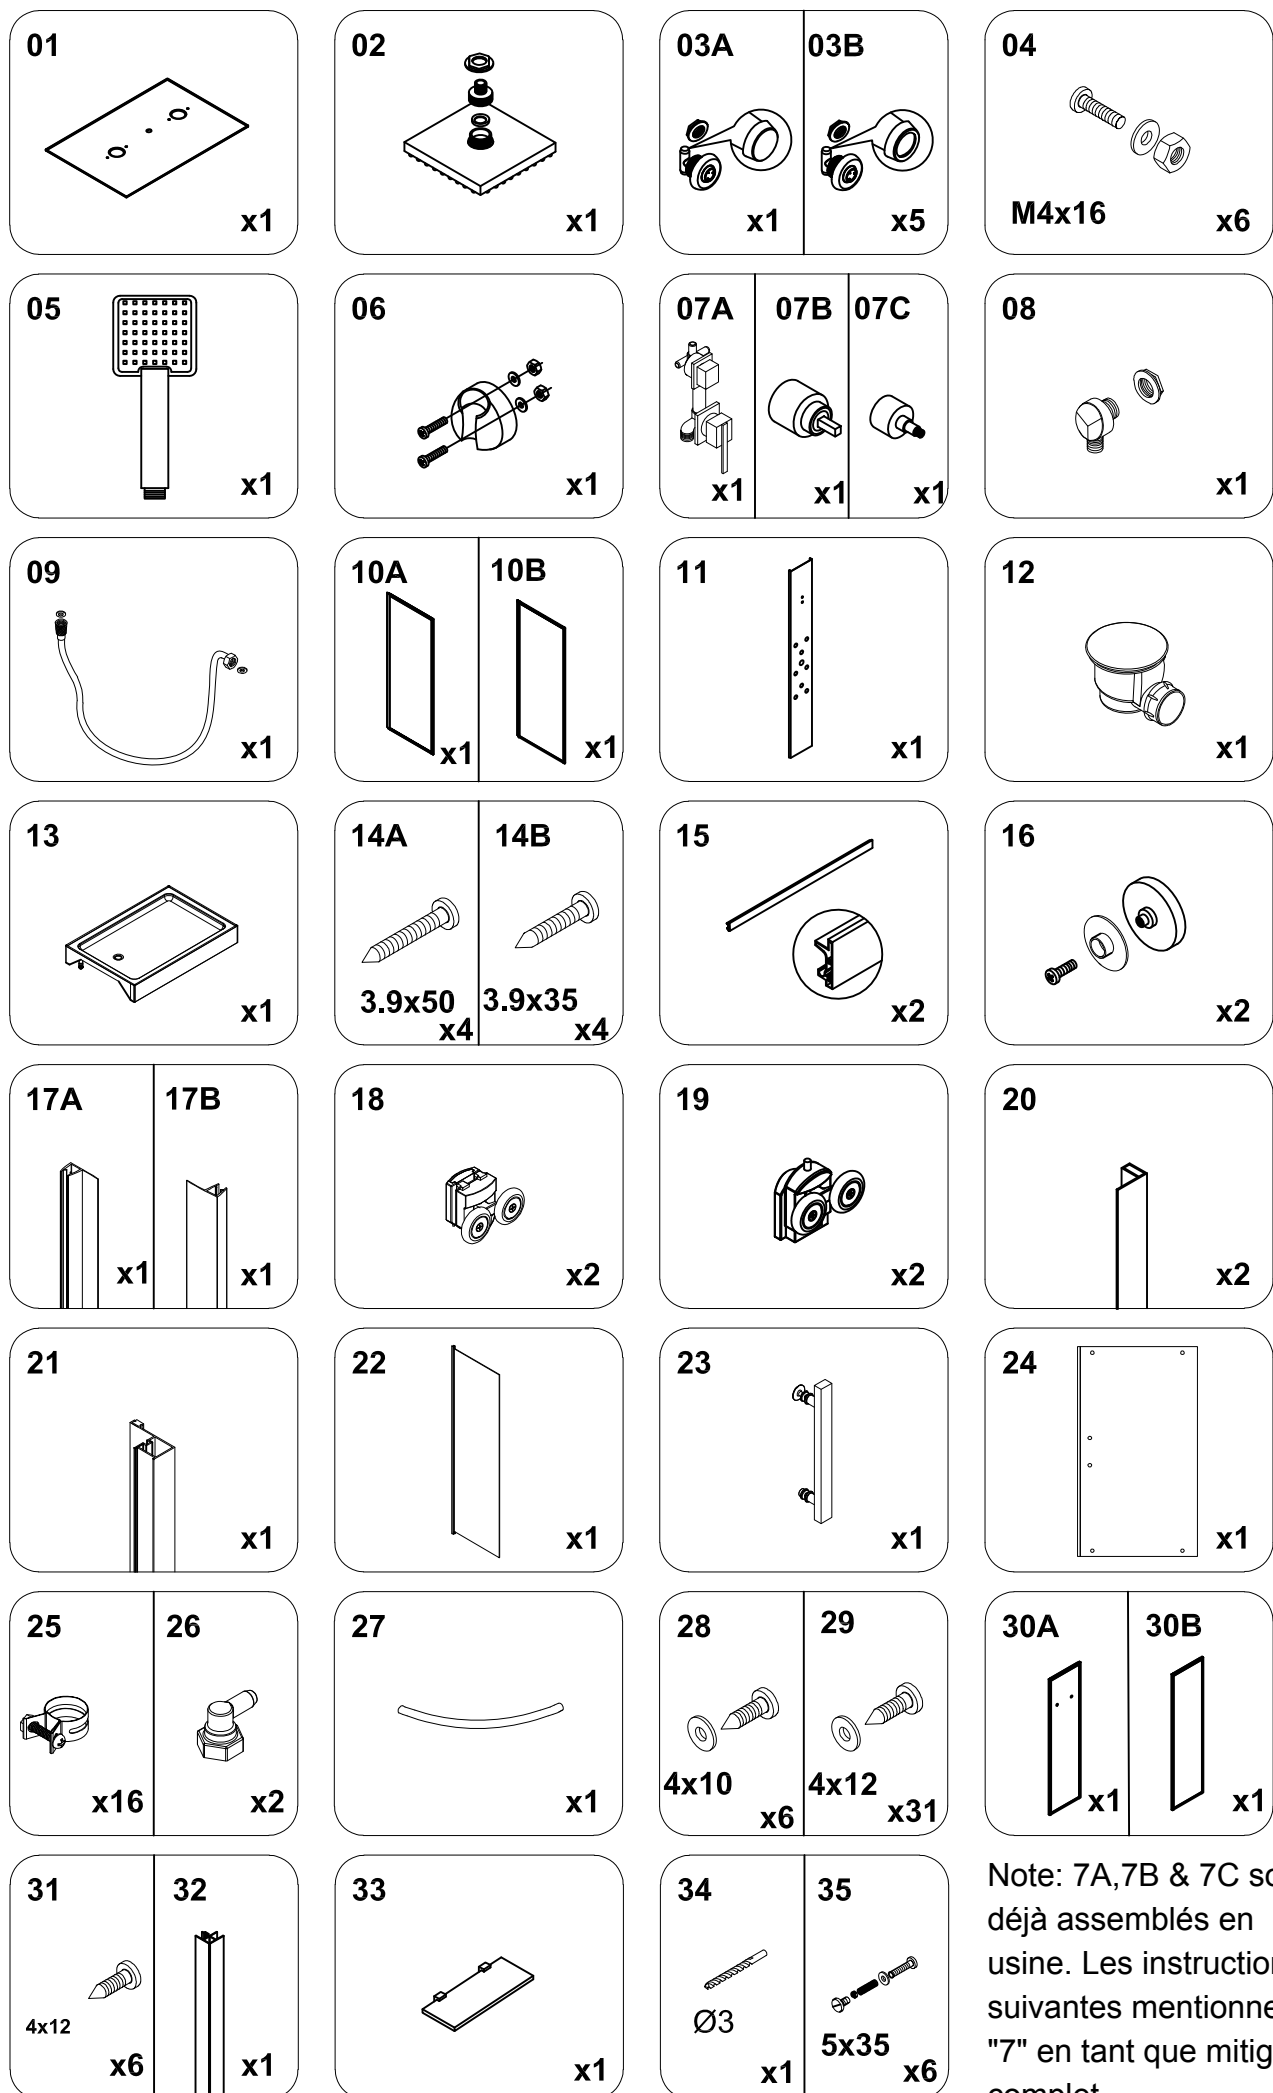 01
x1
02
x1
03A
x1
03B
x5
04
M4x16
x6
05
x1
06
x1
07A
x1
07B
x1
07C
x1
08
x1
09
x1
10A
x1
10B
x1
11
x1
12
x1
13
x1
14A
3.9x50
x4
14B
3.9x35
x4
15
x2
16
x2
17A
x1
17B
x1
18
x2
19
x2
20
x2
21
x1
22
x1
23
x1
24
x1
25
x16
26
x2
27
x1
28
4x10
x6
29
4x12
x31
30A
x1
30B
x1
31
4x12
x6
32
x1
33
x1
34
Ø3
x1
35
5x35
x6
Note: 7A,7B & 7C
déjà assemblés en
usine. Les
suivantes
"7" en tant que